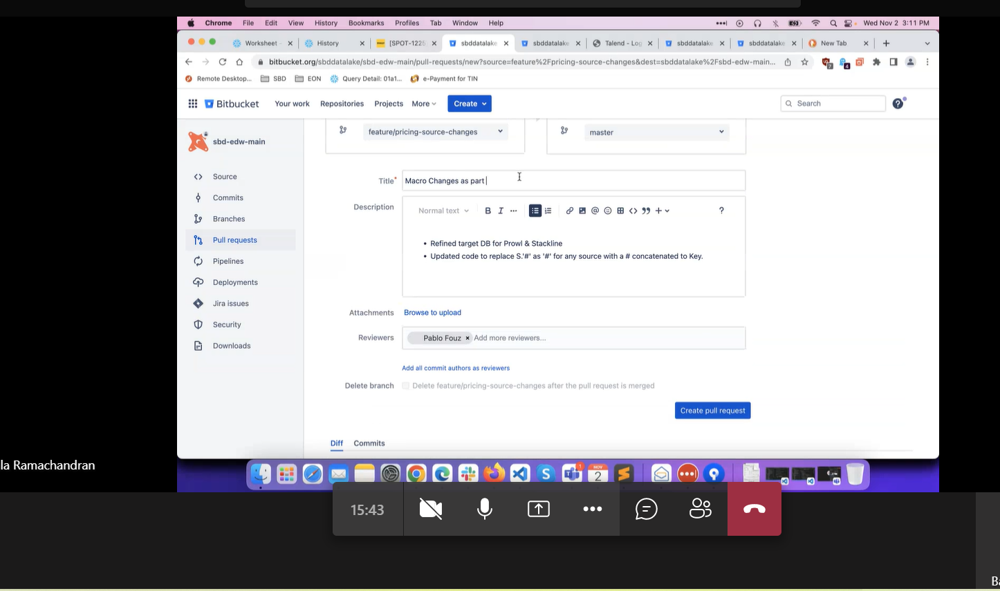 Chrome File Edit View History Bookmarks Profiles Tab Window Help Wed Nov 2 3:11 PM
Worksheet - History [SPOT-1225 sbddatalake sbddatalake Talend - Log sbddatalake sbddatalake New Tab
bitbucket.org/sbddatalake/sbd-edw-main/pull-requests/new?source=feature%2Fpricing-source-changes&dest=sbddatalake%2Fsbd-edw-main...
7 4
Remote Desktop... SBD EON Query Detail: 01a1... e-Payment for TIN
Bitbucket Your work Repositories Projects More Create Search
sbd-edw-main
feature/pricing-source-changes master
Source
Commits
Branches
Pull requests
Pipelines
Deployments
Jira issues
Security
Downloads
Title* Macro Changes as part
Description Normal text B I ... ?
• Refined target DB for Prowl & Stackline
• Updated code to replace S.'#' as '#' for any source with a # concatenated to Key.
Attachments Browse to upload
Reviewers Pablo Fouz × Add more reviewers...
Add all commit authors as reviewers
Delete branch Delete feature/pricing-source-changes after the pull request is merged
Create pull request
Diff Commits
la Ramachandran
NOV
2
15:43
Ba